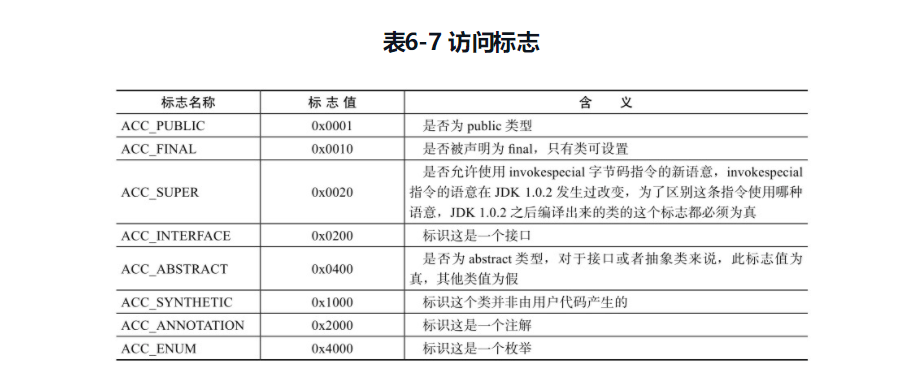 表6-7 访问标志
标志名称 标 志 值 含 义
ACC_PUBLIC 0x0001 是否为 public 类型
ACC_FINAL 0x0010 是否被声明为 final，只有类可设置
ACC_SUPER 0x0020 是否允许使用 invokespecial 字节码指令的新语意，invokespecial
指令的语意在 JDK 1.0.2 发生过改变，为了区别这条指令使用哪种
语意，JDK 1.0.2 之后编译出来的类的这个标志都必须为真
ACC_INTERFACE 0x0200 标识这是一个接口
ACC_ABSTRACT 0x0400 是否为 abstract 类型，对于接口或者抽象类来说，此标志值为
真，其他类值为假
ACC_SYNTHETIC 0x1000 标识这个类并非由用户代码产生的
ACC_ANNOTATION 0x2000 标识这是一个注解
ACC_ENUM 0x4000 标识这是一个枚举